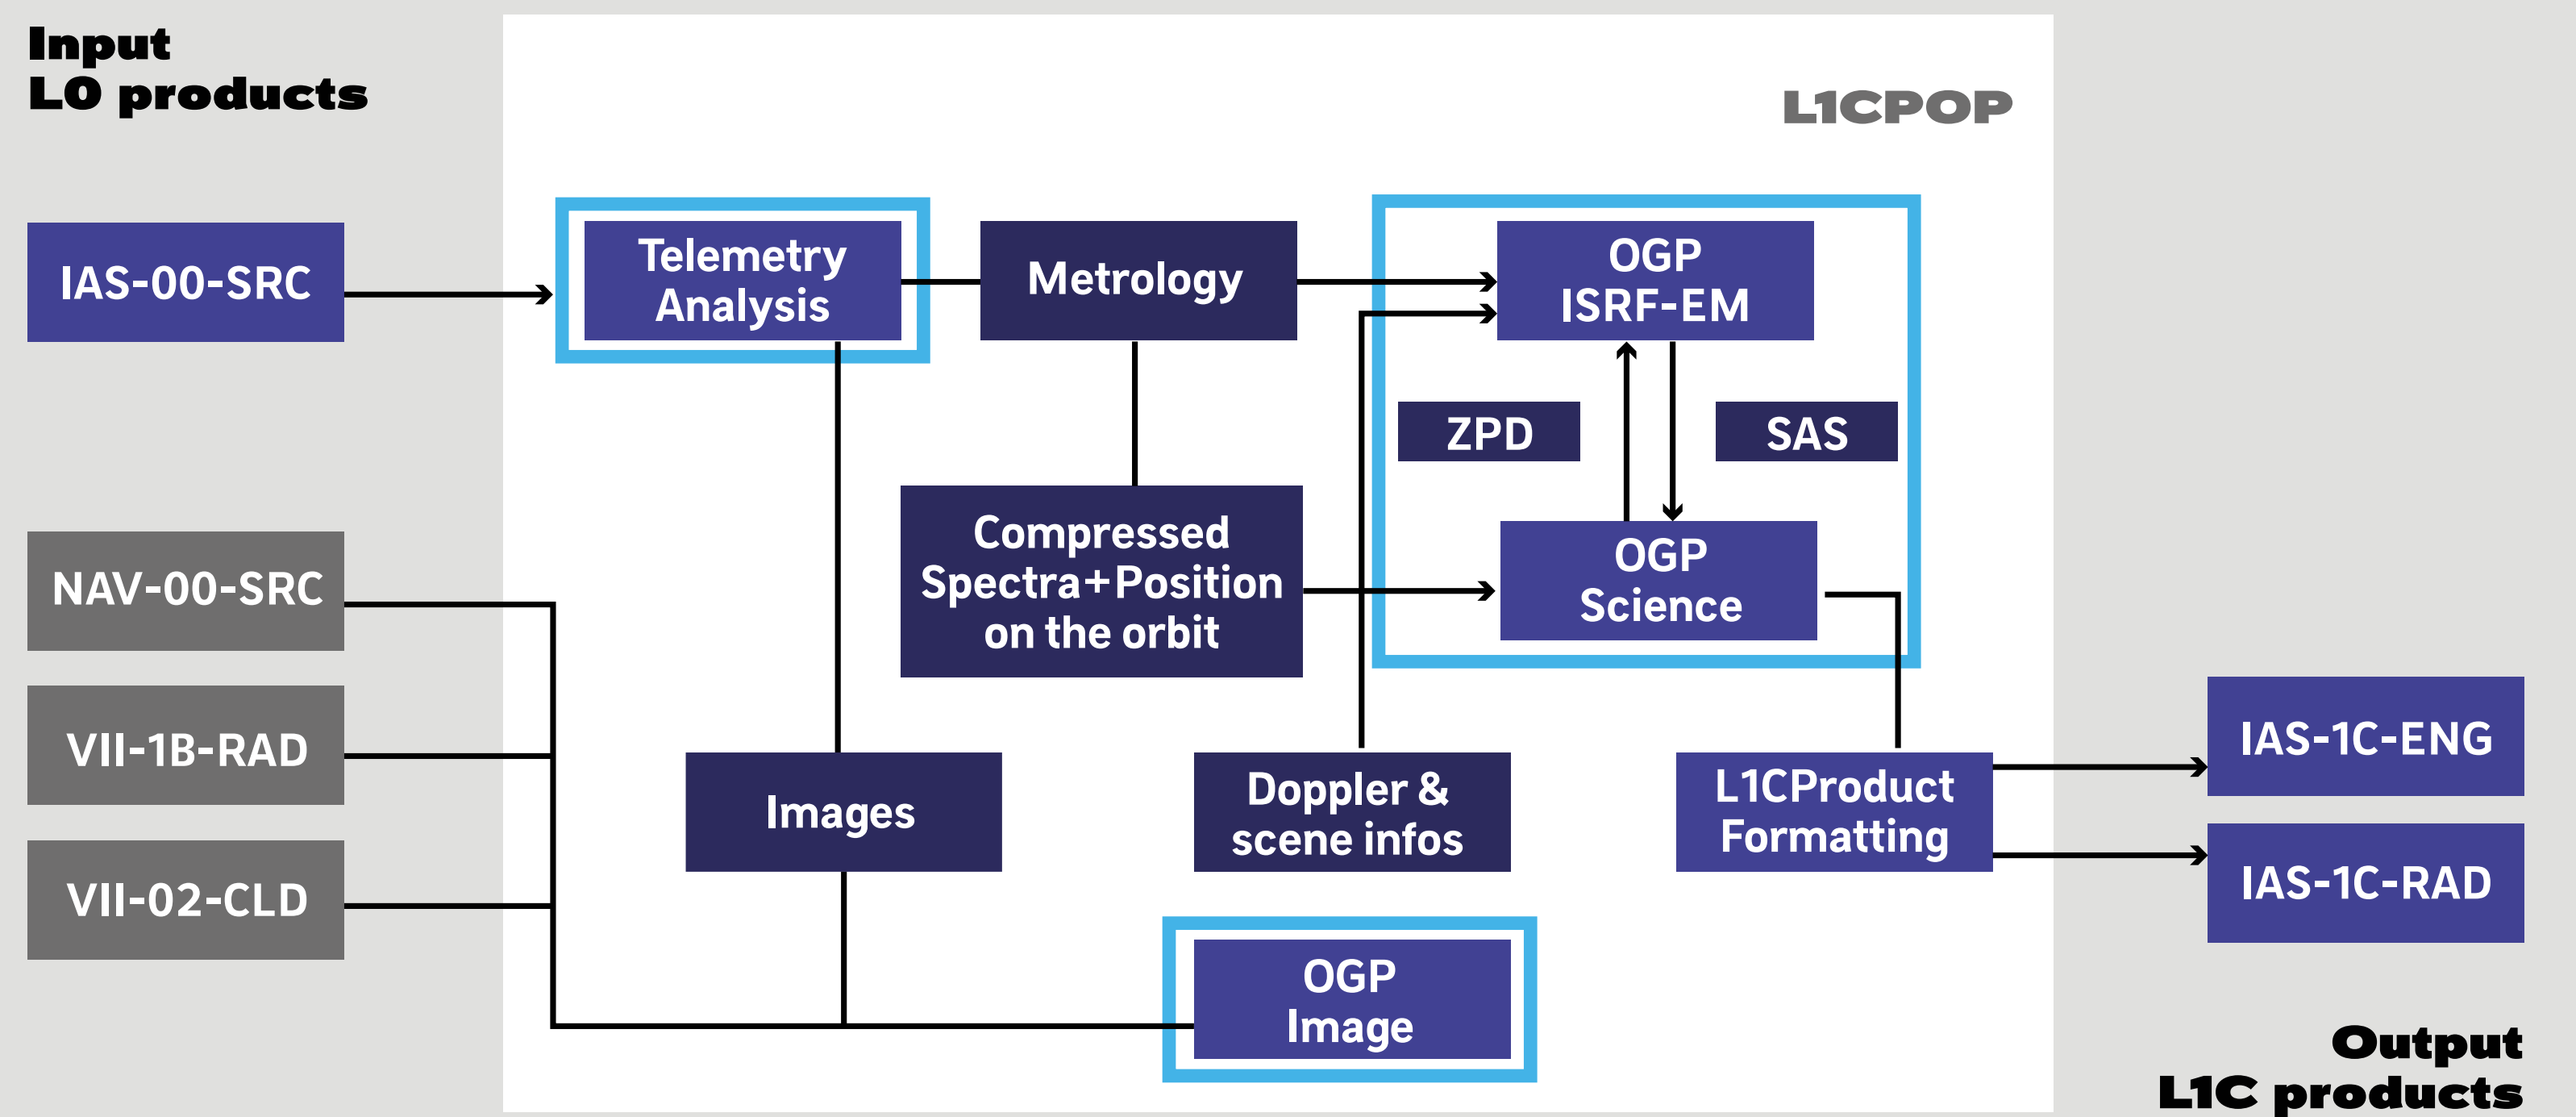 Input
L0 products
L1CPOP
IAS-00-SRC
Telemetry
Analysis
Metrology
OGP
ISRF-EM
ZPD
SAS
NAV-00-SRC
Compressed
Spectra+Position
on the orbit
OGP
Science
VII-1B-RAD
Images
Doppler &
scene infos
L1CProduct
Formatting
IAS-1C-ENG
VII-02-CLD
IAS-1C-RAD
OGP
Image
Output
L1C products